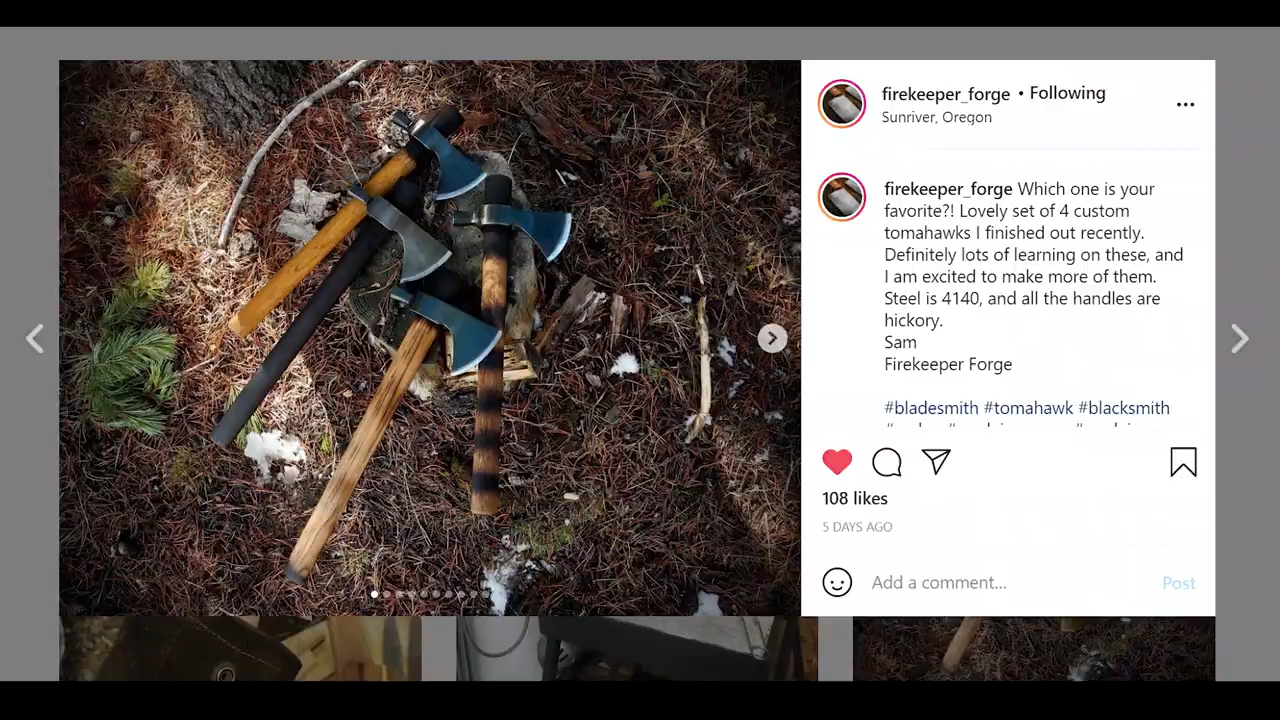 firekeeper_forge • Following
Sunriver, Oregon
firekeeper_forge Which one is your
favorite?! Lovely set of 4 custom
tomahawks I finished out recently.
Definitely lots of learning on these, and
I am excited to make more of them.
Steel is 4140, and all the handles are
hickory.
Sam
Firekeeper Forge
#bladesmith #tomahawk #blacksmith
108 likes
5 DAYS AGO
Add a comment...
Post